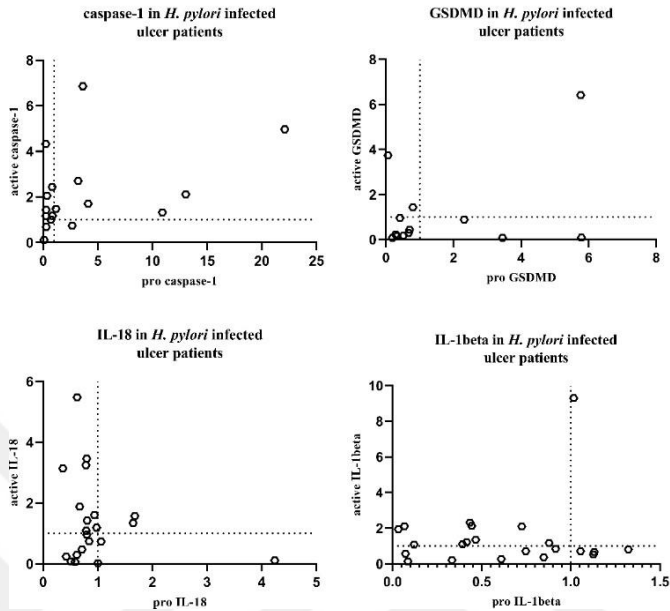 caspase-1 in H. pylori infected
ulcer patients
8
6
4
2
0
active caspase-1
0 5 10 15 20 25
pro caspase-1
GSDMD in H. pylori infected
ulcer patients
8
6
4
2
0
active GSDMD
0 2 4 6 8
pro GSDMD
IL-18 in H. pylori infected
ulcer patients
6
4
2
0
active IL-18
0 1 2 3 4 5
pro IL-18
IL-1beta in H. pylori infected
ulcer patients
10
8
6
4
2
0
active IL-1beta
0.0 0.5 1.0 1.5
pro IL-1beta